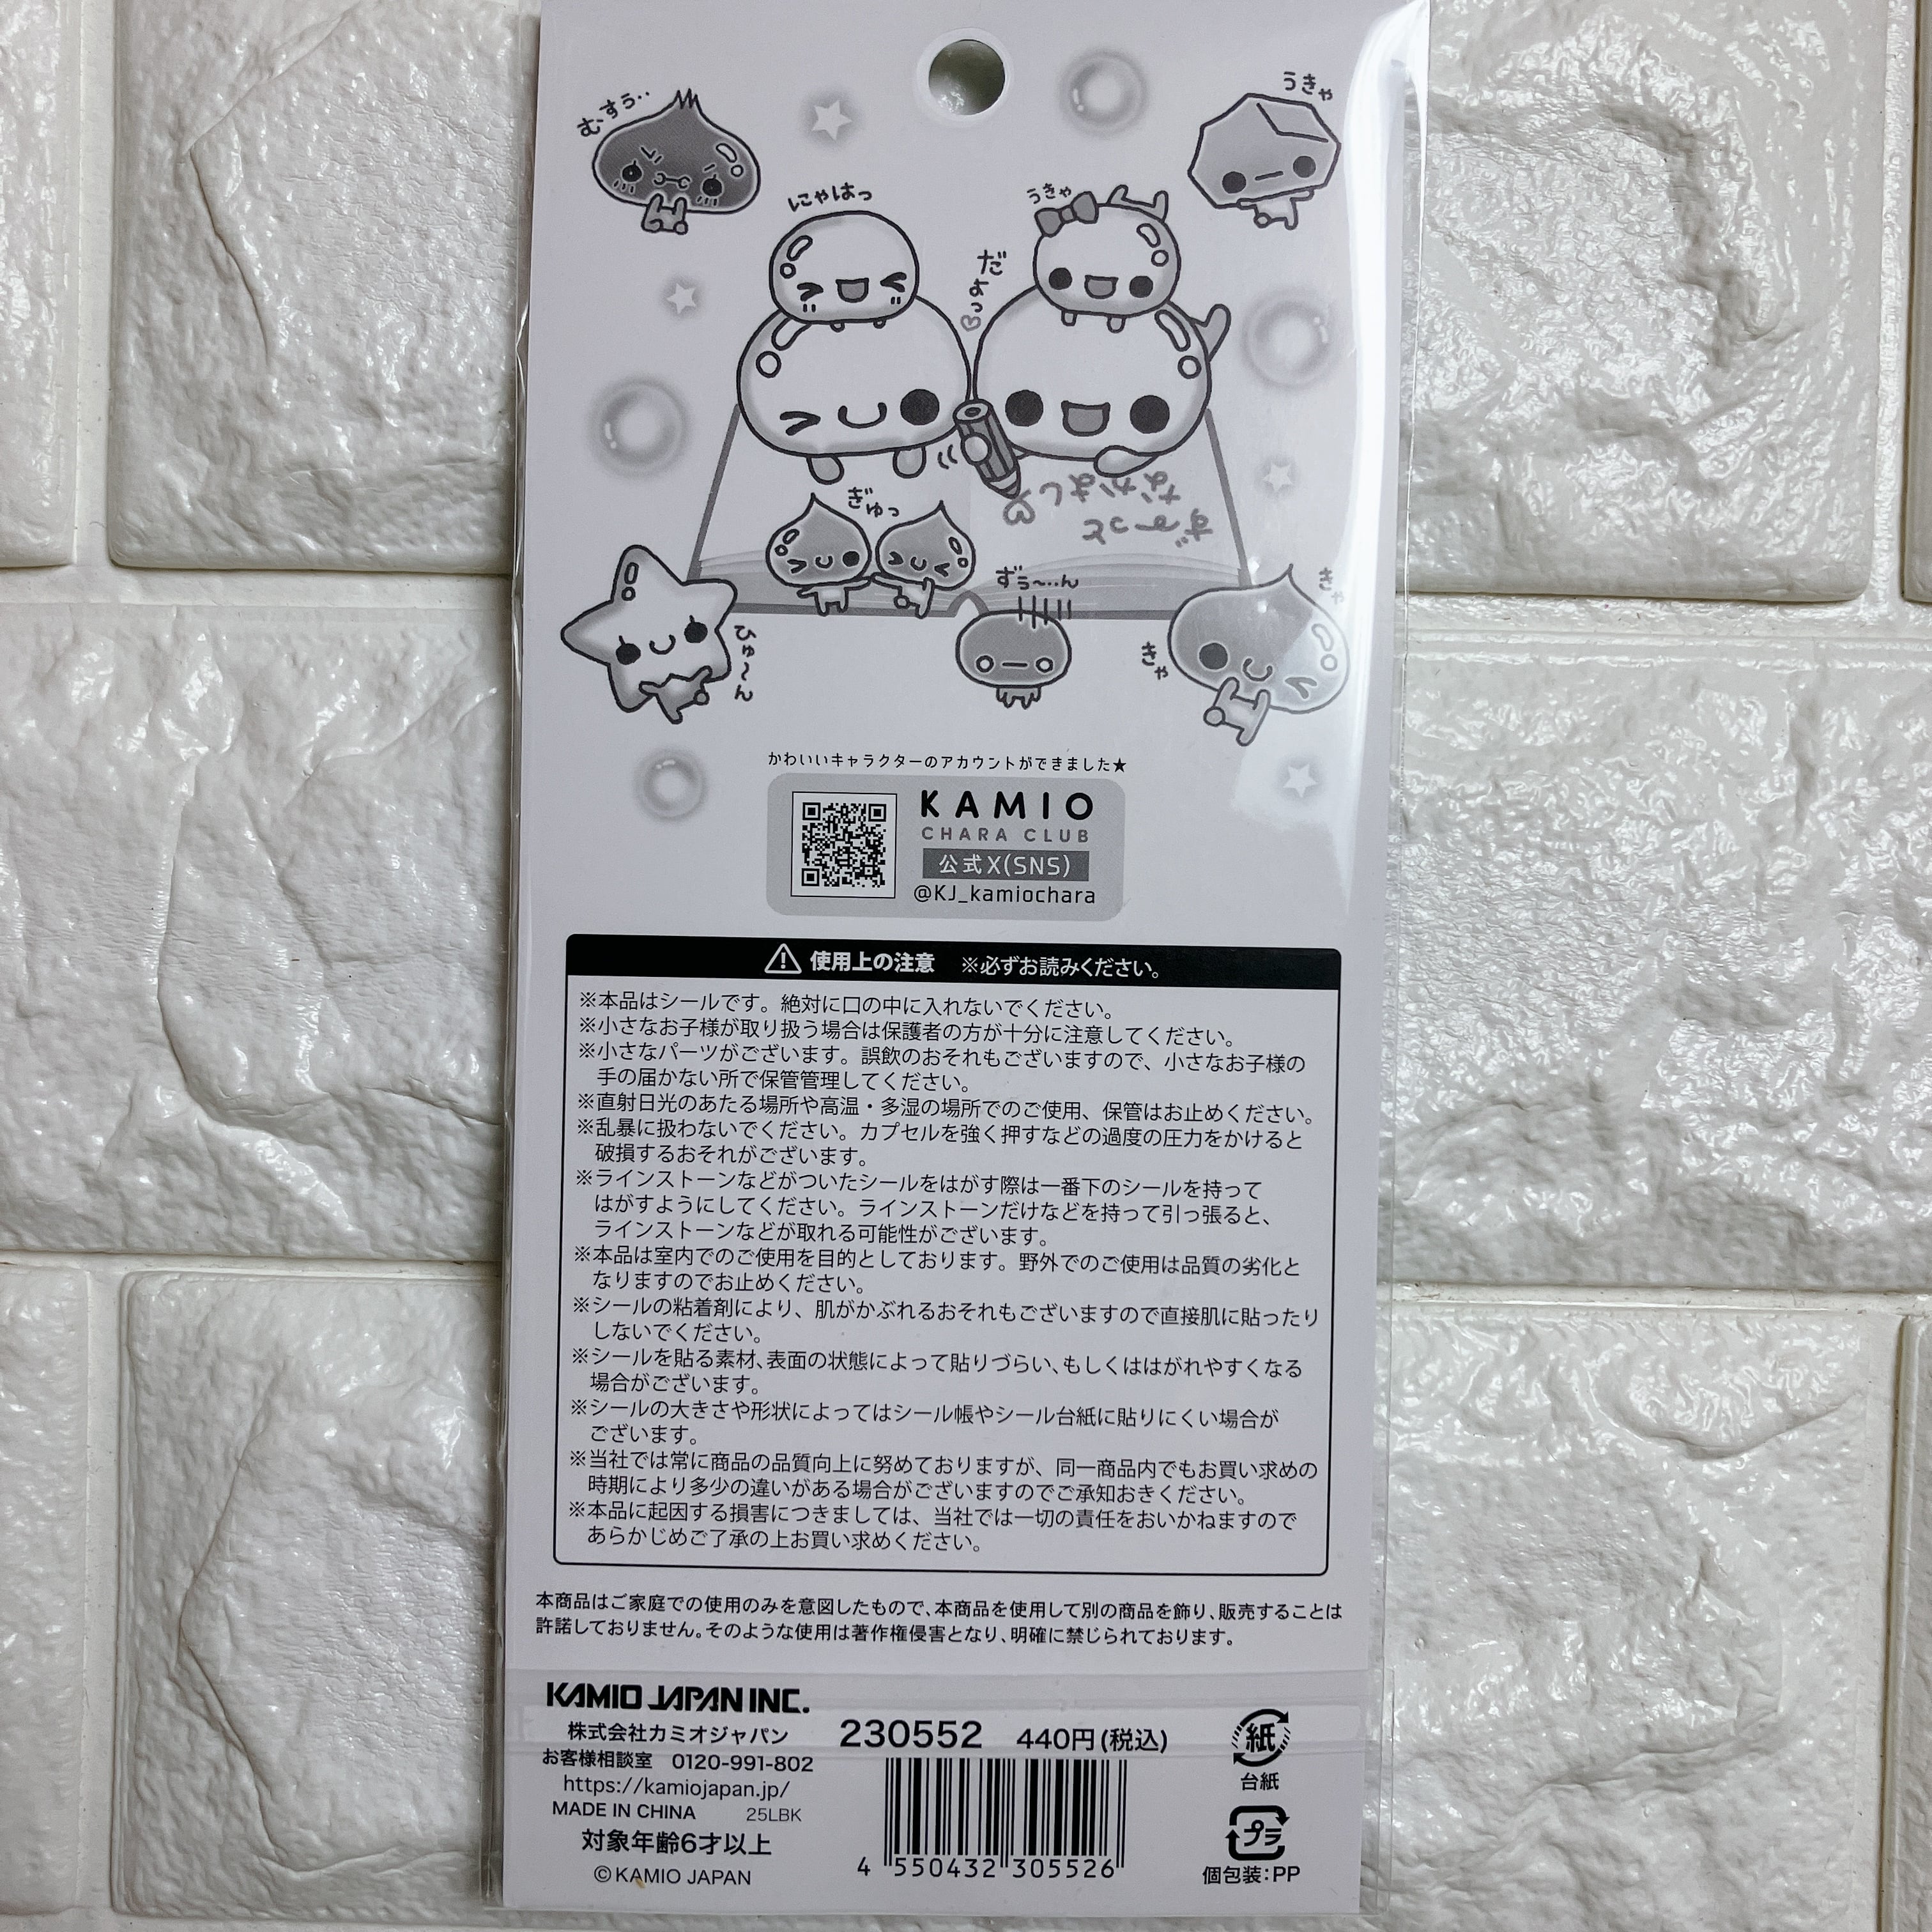 むすぅ‥
うきゃ
にゃはっ
うきゃ
だよっ♡
ず〜っと
なかよし♡
ぎゅっ
ずぅ〜‥ん
ひゅ〜〜ん
きゃ
きゃ
かわいいキャラクターのアカウントができました★
KAMIO
CHARA CLUB
公式X(SNS)
@KJ_kamiochara
使用上の注意 ※必ずお読みください。
※本品はシールです。絶対に口の中に入れないでください。
※小さなお子様が取り扱う場合は保護者の方が十分に注意してください。
※小さなパーツがございます。誤飲のおそれもございますので、小さなお子様の
手の届かない所で保管管理してください。
※直射日光のあたる場所や高温・多湿の場所でのご使用、保管はお止めください。
※乱暴に扱わないでください。カプセルを強く押すなどの過度の圧力をかけると
破損するおそれがございます。
※ラインストーンなどがついたシールをはがす際は一番下のシールを持って
はがすようにしてください。ラインストーンだけなどを持って引っ張ると、
ラインストーンなどが取れる可能性がございます。
※本品は室内でのご使用を目的としております。野外でのご使用は品質の劣化と
なりますのでお止めください。
※シールの粘着剤により、肌がかぶれるおそれもございますので直接肌に貼ったり
しないでください。
※シールを貼る素材、表面の状態によって貼りづらい、もしくははがれやすくなる
場合がございます。
※シールの大きさや形状によってはシール帳やシール台紙に貼りにくい場合が
ございます。
※当社では常に商品の品質向上に努めておりますが、同一商品内でもお買い求めの
時期により多少の違いがある場合がございますのでご承知おきください。
※本品に起因する損害につきましては、当社では一切の責任をおいかねますので
あらかじめご了承の上お買い求めください。
本商品はご家庭での使用のみを意図したもので、本商品を使用して別の商品を飾り、販売することは
許諾しておりません。そのような使用は著作権侵害となり、明確に禁じられております。
KAMIO JAPAN INC.
株式会社カミオジャパン
お客様相談室 0120-991-802
https://kamiojapan.jp/
MADE IN CHINA 25LBK
対象年齢6才以上
©KAMIO JAPAN
230552 440円(税込)
4 550432 305526
紙
台紙
プラ
個包装:PP